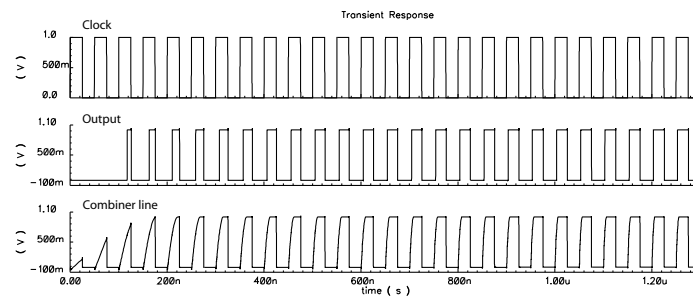 Transient Response
Clock
1.0
500m
0.0
( V )
Output
1.10
500m
-100m
( V )
Combiner line
1.10
500m
-100m
( V )
0.00 200n 400n 600n 800n 1.00u 1.20u
time ( s )